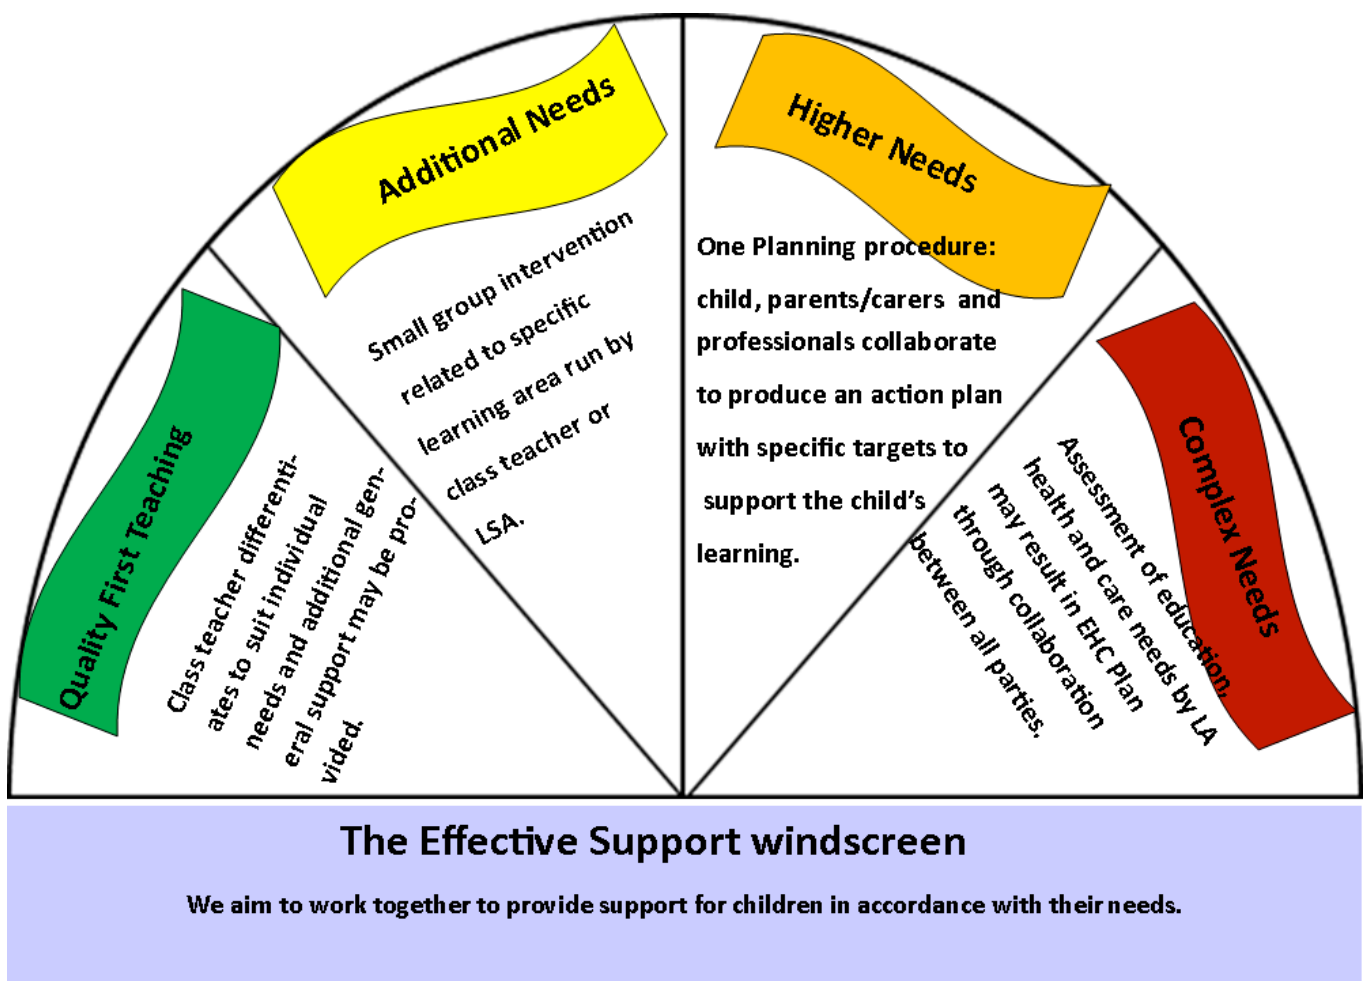 Quality First Teaching
Class teacher differenti-
ates to suit individual
needs and additional gen-
eral support may be pro-
vided.
Additional Needs
Small group intervention
related to specific
learning area run by
class teacher or
LSA.
Higher Needs
One Planning procedure:
child, parents/carers and
professionals collaborate
to produce an action plan
with specific targets to
support the child's
learning.
Complex Needs
Assessment of education,
health and care needs by LA
may result in EHC Plan
through collaboration
between all parties.
The Effective Support windscreen
We aim to work together to provide support for children in accordance with their needs.